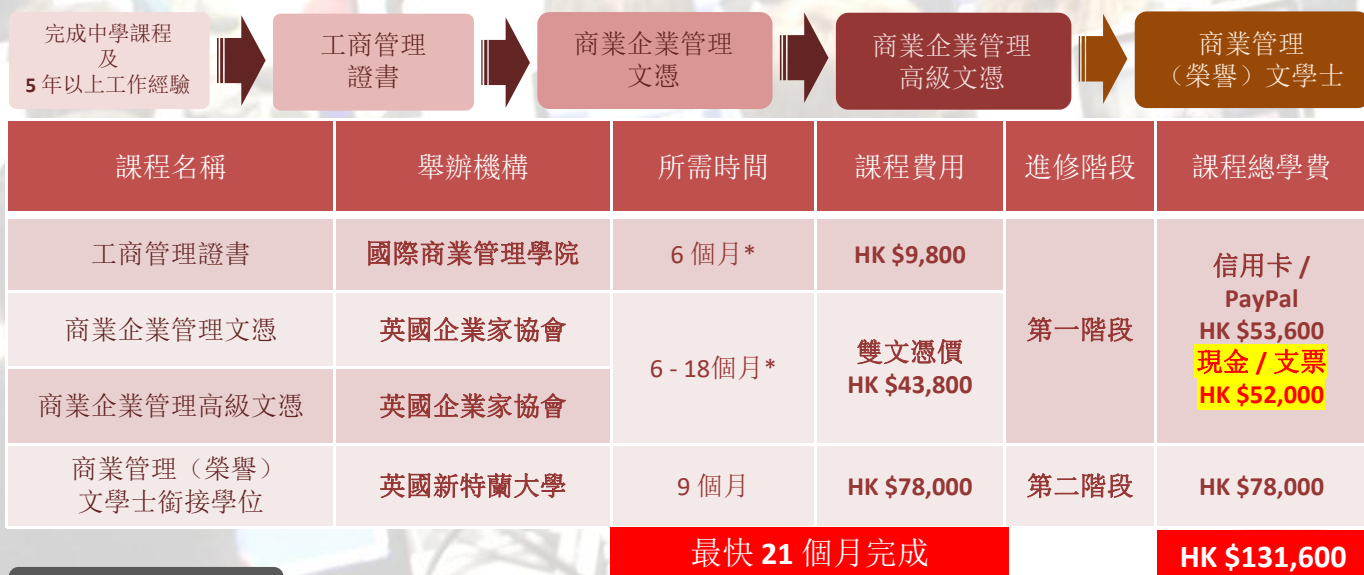 完成中學課程
及
5 年以上工作經驗
工商管理
證書
商業企業管理
文憑
商業企業管理
高級文憑
商業管理
（榮譽）文學士
課程名稱
舉辦機構
所需時間
課程費用
進修階段
課程總學費
工商管理證書
國際商業管理學院
6 個月*
HK $9,800
第一階段
信用卡 /
PayPal
HK $53,600
現金 / 支票
HK $52,000
商業企業管理文憑
英國企業家協會
6 - 18個月*
雙文憑價
HK $43,800
商業企業管理高級文憑
英國企業家協會
商業管理（榮譽）
文學士銜接學位
英國新特蘭大學
9 個月
HK $78,000
第二階段
HK $78,000
最快 21 個月完成
HK $131,600